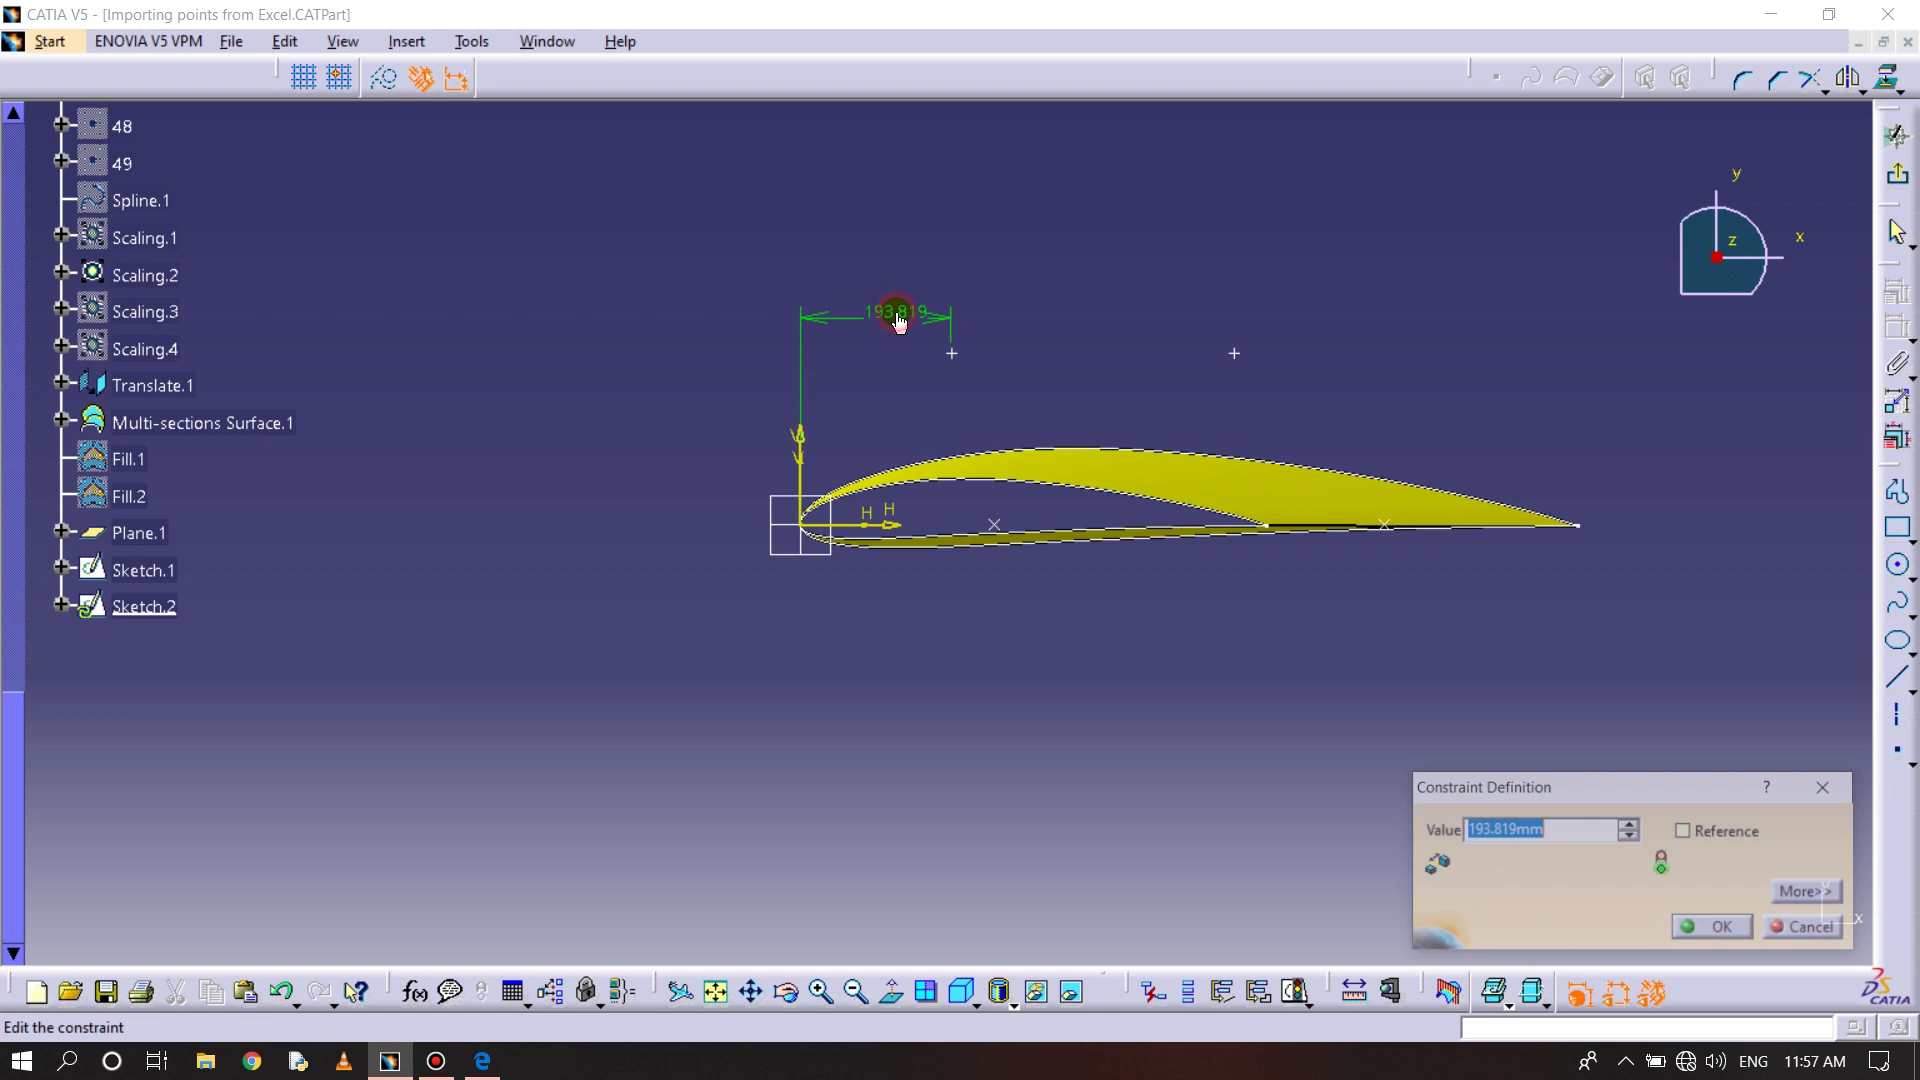 CATIA V5 - [Importing points from Excel.CATPart]
Start ENOVIA V5 VPM File Edit View Insert Tools Window Help
48
49
Spline.1
Scaling.1
Scaling.2
Scaling.3
Scaling.4
Translate.1
Multi-sections Surface.1
Fill.1
Fill.2
Plane.1
Sketch.1
Sketch.2
193.819
V
V
H H
y
x
z
Constraint Definition ?
Value 193.819mm Reference
More>>
OK Cancel
x
f(x)
CATIA
Edit the constraint
ENG 11:57 AM